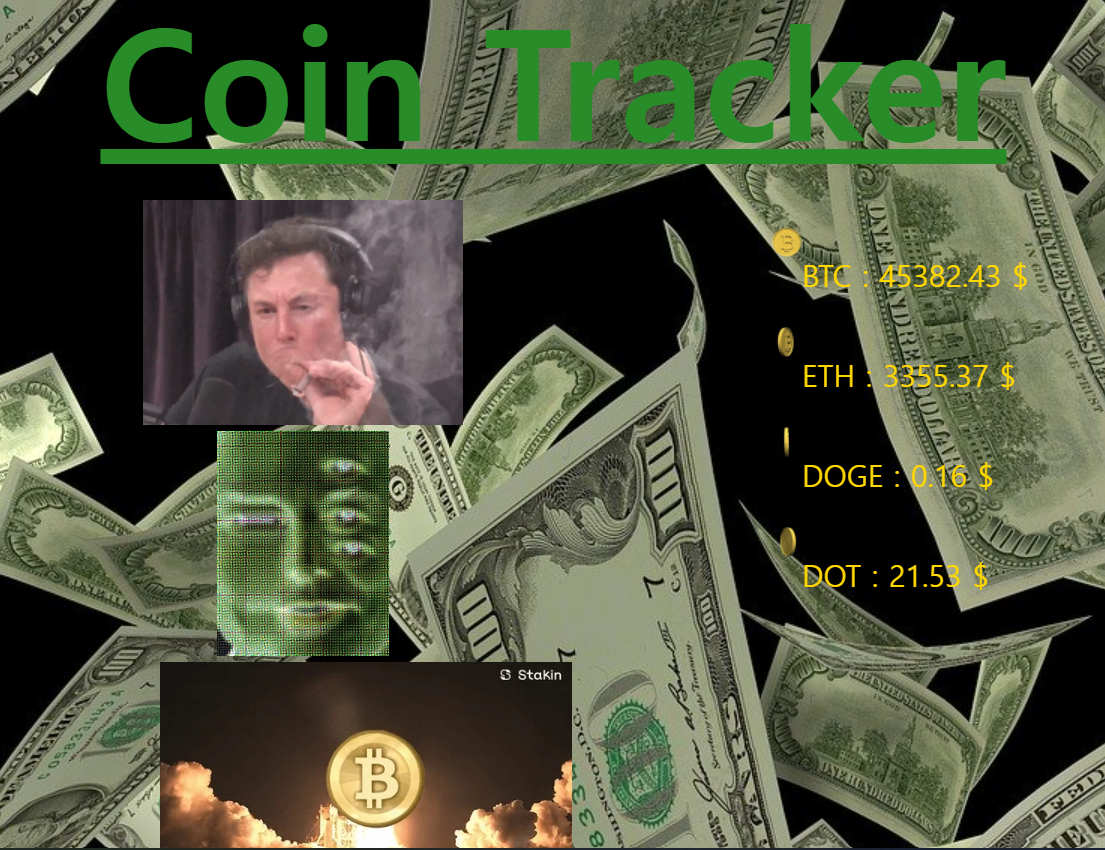 Coin Tracker
BTC : 45382.43 $
ETH : 3355.37 $
DOGE : 0.16 $
DOT : 21.53 $
Stakin